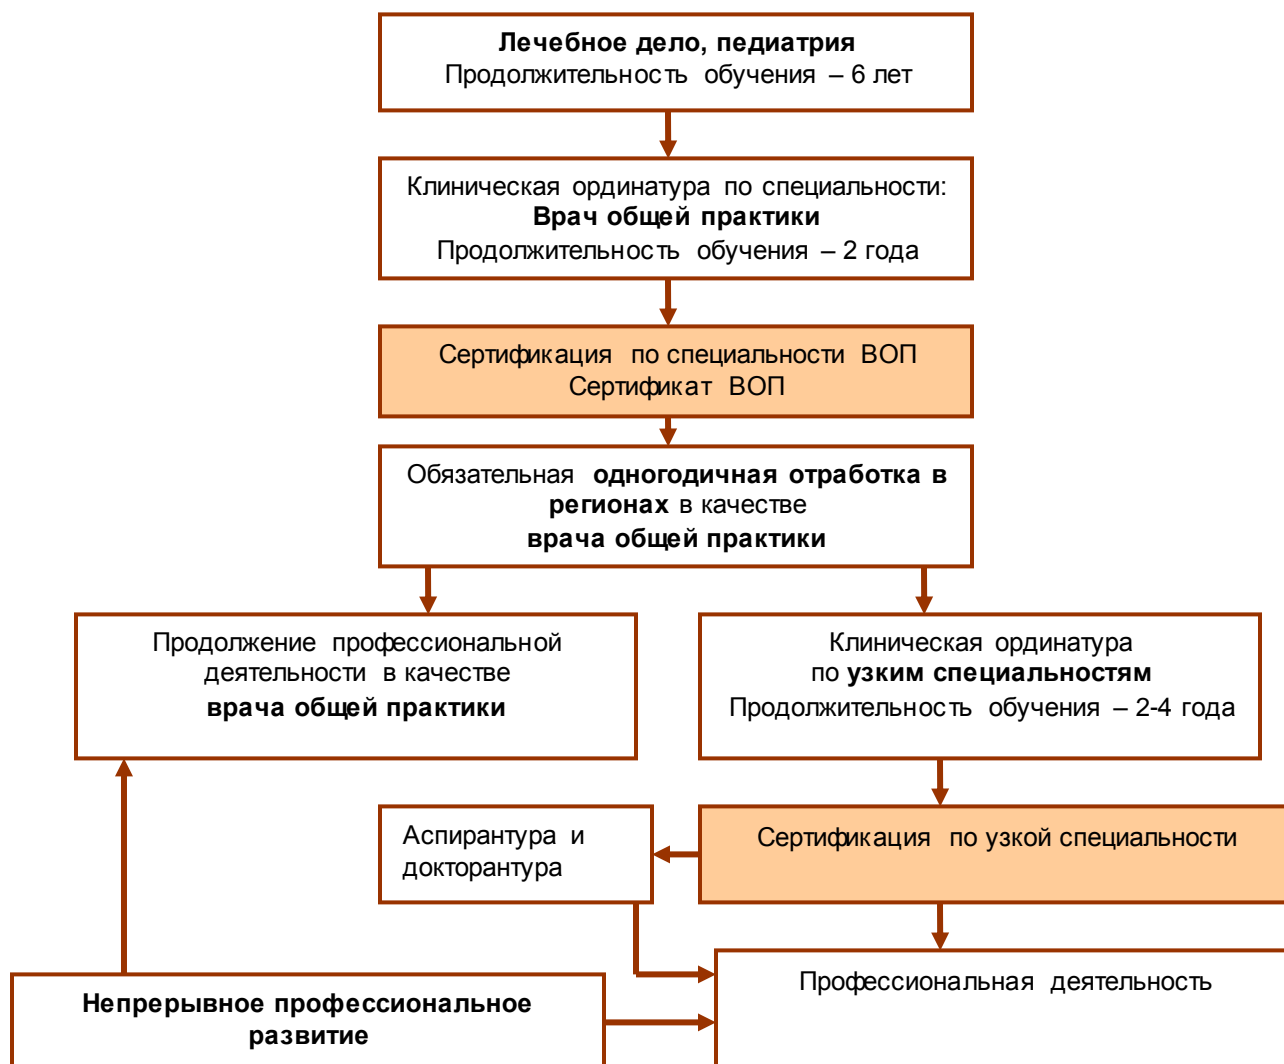 Лечебное дело, педиатрия
Продолжительность обучения – 6 лет
Клиническая ординатура по специальности:
Врач общей практики
Продолжительность обучения – 2 года
Сертификация по специальности ВОП
Сертификат ВОП
Обязательная одногодичная отработка в
регионах в качестве
врача общей практики
Продолжение профессиональной
деятельности в качестве
врача общей практики
Клиническая ординатура
по узким специальностям
Продолжительность обучения – 2-4 года
Аспирантура и
докторантура
Сертификация по узкой специальности
Непрерывное профессиональное
развитие
Профессиональная деятельность